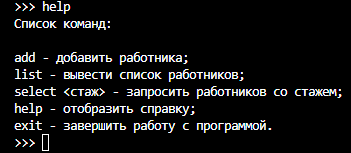 >>> help
Список команд:
add - добавить работника;
list - вывести список работников;
select <стаж> - запросить работников со стажем;
help - отобразить справку;
exit - завершить работу с программой.
>>>